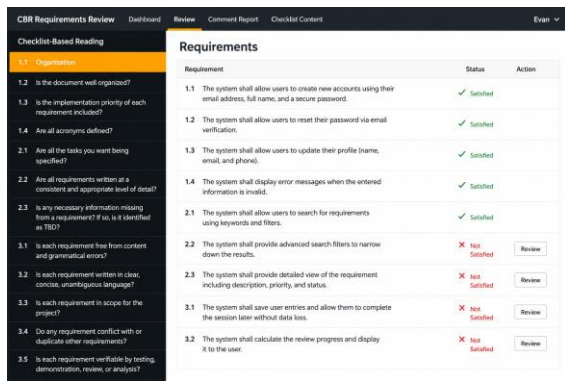 CBR Requirements Review Dashboard Review Comment Report Checklist Content Evan
Checklist-Based Reading
1.1 Organization
1.2 Is the document well organized?
1.3 Is the implementation priority of each
requirement included?
1.4 Are all acronyms defined?
2.1 Are all the tasks you want being
specified?
2.2 Are all requirements written at a
consistent and appropriate level of detail?
2.3 Is any necessary information missing
from a requirement? If so, is it identified
as TBD?
3.1 Is each requirement free from content
and grammatical errors?
3.2 Is each requirement written in clear,
concise, unambiguous language?
3.3 Is each requirement in scope for the
project?
3.4 Do any requirement conflict with or
duplicate other requirements?
3.5 Is each requirement verifiable by testing,
demonstration, review, or analysis?
Requirements
Requirement Status Action
1.1 The system shall allow users to create new accounts using their
email address, full name, and a secure password.
Satisfied
1.2 The system shall allow users to reset their password via email
verification.
Satisfied
1.3 The system shall allow users to update their profile (name,
email, and phone).
Satisfied
1.4 The system shall display error messages when the entered
information is invalid.
Satisfied
2.1 The system shall allow users to search for requirements
using keywords and filters.
Satisfied
2.2 The system shall provide advanced search filters to narrow
down the results.
Not
Satisfied
Review
2.3 The system shall provide detailed view of the requirement
including description, priority, and status.
Not
Satisfied
Review
3.1 The system shall save user entries and allow them to complete
the session later without data loss.
Not
Satisfied
Review
3.2 The system shall calculate the review progress and display
it to the user.
Not
Satisfied
Review